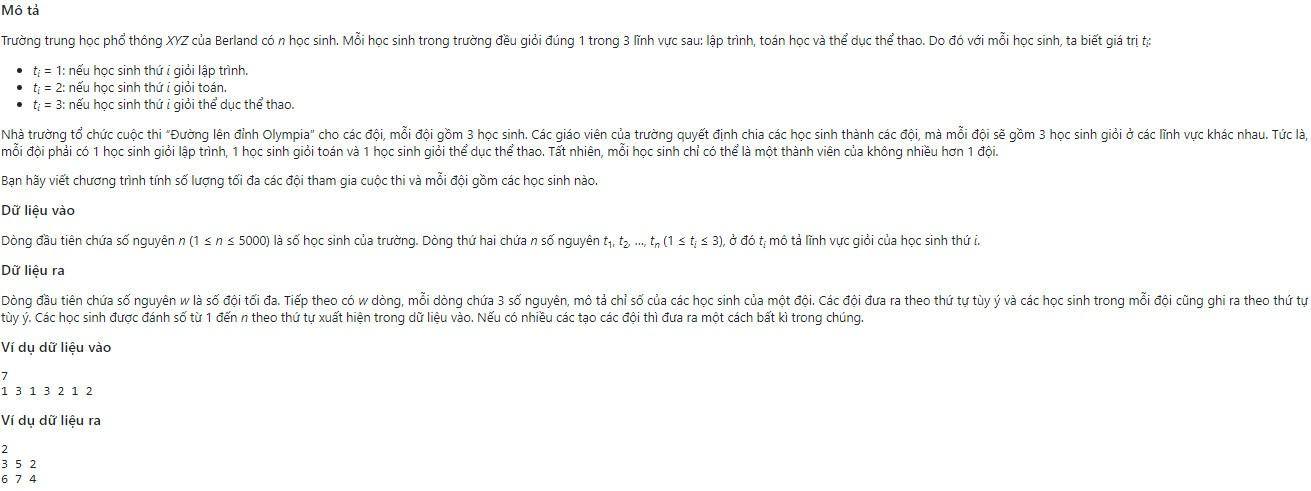 Mô tả
Trường trung học phổ thông XYZ của Berland có n học sinh. Mỗi học sinh trong trường đều giỏi đúng 1 trong 3 lĩnh vực sau: lập trình, toán học và thể dục thể thao. Do đó với mỗi học sinh, ta biết giá trị ti:
• ti = 1: nếu học sinh thứ i giỏi lập trình.
• ti = 2: nếu học sinh thứ i giỏi toán.
• ti = 3: nếu học sinh thứ i giỏi thể dục thể thao.
Nhà trường tổ chức cuộc thi "Đường lên đỉnh Olympia" cho các đội, mỗi đội gồm 3 học sinh. Các giáo viên của trường quyết định chia các học sinh thành các đội, mà mỗi đội sẽ gồm 3 học sinh giỏi ở các lĩnh vực khác nhau. Tức là,
mỗi đội phải có 1 học sinh giỏi lập trình, 1 học sinh giỏi toán và 1 học sinh giỏi thể dục thể thao. Tất nhiên, mỗi học sinh chỉ có thể là một thành viên của không nhiều hơn 1 đội.
Bạn hãy viết chương trình tính số lượng tối đa các đội tham gia cuộc thi và mỗi đội gồm các học sinh nào.
Dữ liệu vào
Dòng đầu tiên chứa số nguyên n (1 ≤ n ≤ 5000) là số học sinh của trường. Dòng thứ hai chứa n số nguyên t1, t2, ..., tn (1 ≤ ti ≤ 3), ở đó ti mô tả lĩnh vực giỏi của học sinh thứ i.
Dữ liệu ra
Dòng đầu tiên chứa số nguyên w là số đội tối đa. Tiếp theo có w dòng, mỗi dòng chứa 3 số nguyên, mô tả chỉ số của các học sinh của một đội. Các đội đưa ra theo thứ tự tùy ý và các học sinh trong mỗi đội cũng ghi ra theo thứ tự
tùy ý. Các học sinh được đánh số từ 1 đến n theo thứ tự xuất hiện trong dữ liệu vào. Nếu có nhiều các tạo các đội thì đưa ra một cách bất kì trong chúng.
Ví dụ dữ liệu vào
7
1 3 1 3 2 1 2
Ví dụ dữ liệu ra
2
3 5 2
6 7 4